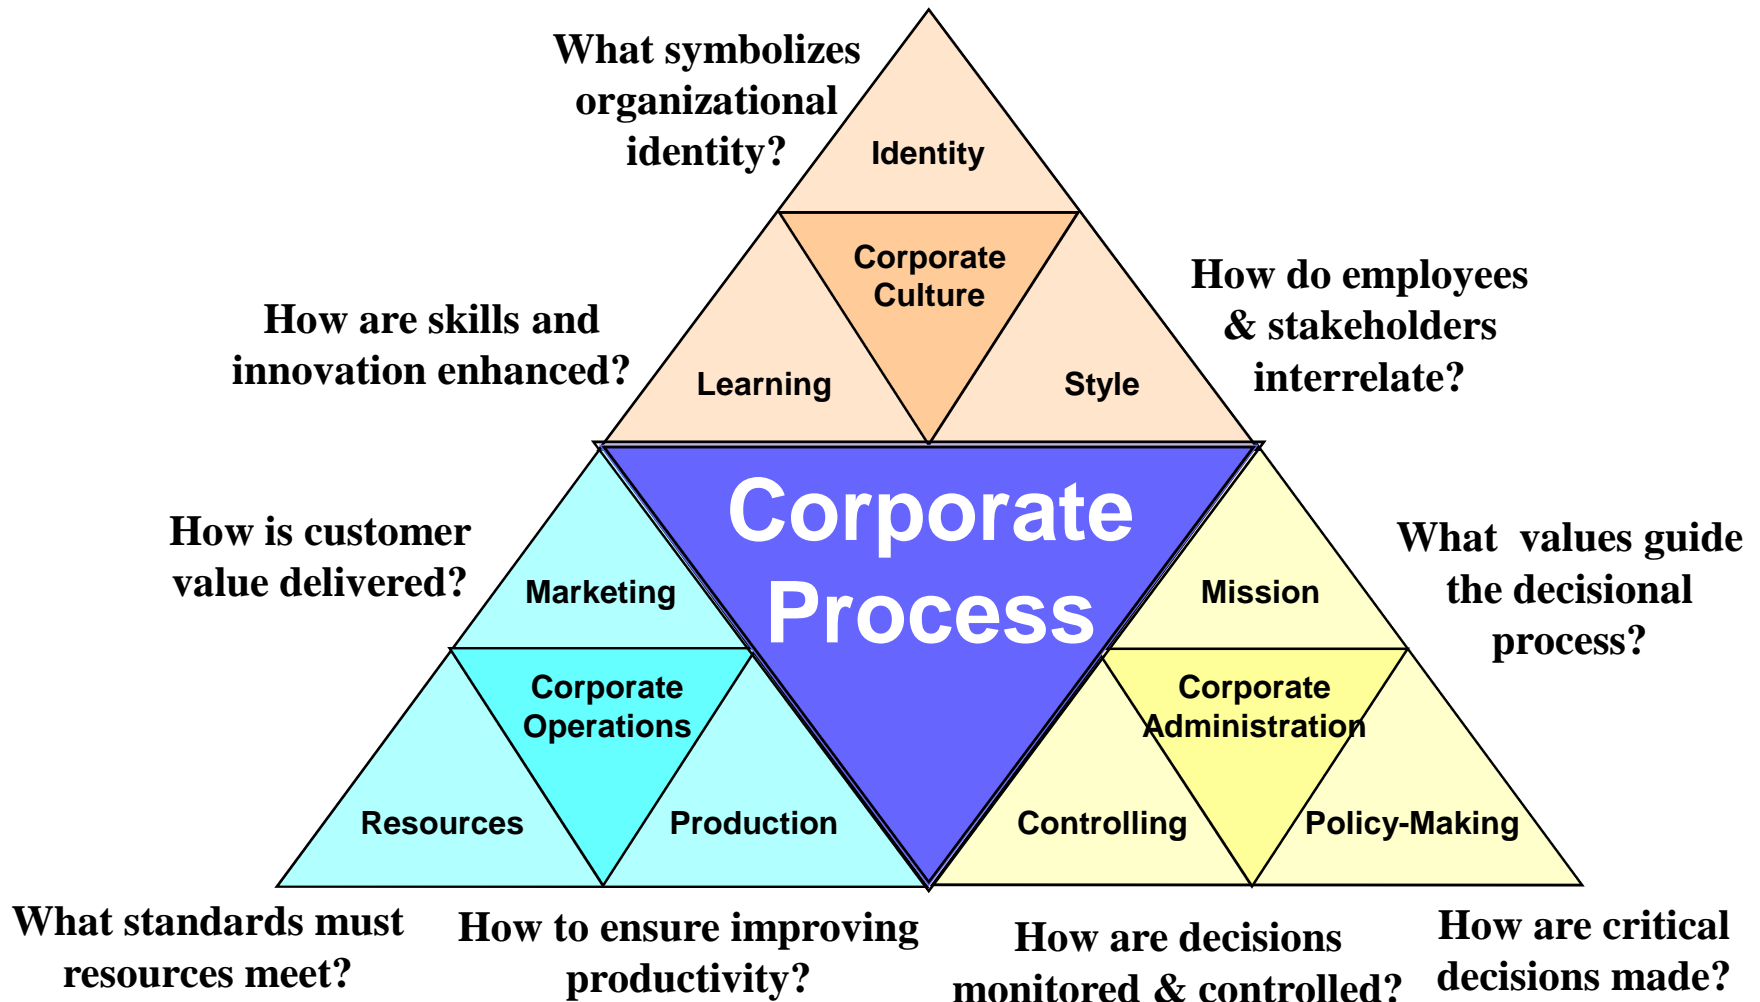 What symbolizes
organizational
identity?
Identity
Corporate
Culture
How do employees
& stakeholders
interrelate?
How are skills and
innovation enhanced?
Learning
Style
Corporate
Process
How is customer
value delivered?
Marketing
Mission
What values guide
the decisional
process?
Corporate
Operations
Corporate
Administration
Resources
Production
Controlling
Policy-Making
What standards must
resources meet?
How to ensure improving
productivity?
How are decisions
monitored & controlled?
How are critical
decisions made?